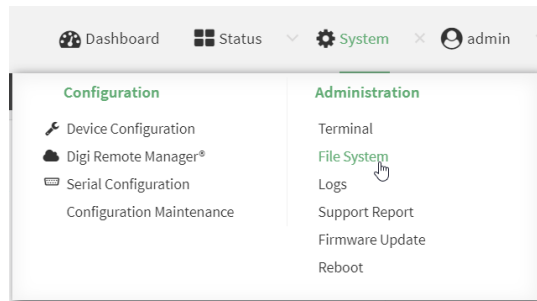 Dashboard Status System admin
Configuration
Device Configuration
Digi Remote Manager®
Serial Configuration
Configuration Maintenance
Administration
Terminal
File System
Logs
Support Report
Firmware Update
Reboot